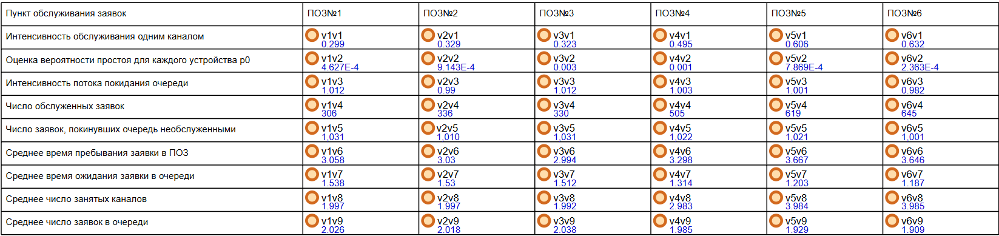 Пункт обслуживания заявок ПОЗ№1 ПОЗ№2 ПОЗ№3 ПОЗ№4 ПОЗ№5 ПОЗ№6
Интенсивность обслуживания одним каналом v1v1 v2v1 v3v1 v4v1 v5v1 v6v1
0.299 0.329 0.323 0.495 0.606 0.632
Оценка вероятности простоя для каждого устройства p0 v1v2 v2v2 v3v2 v4v2 v5v2 v6v2
4.627E-4 9.143E-4 0.003 0.001 7.869E-4 2.363E-4
Интенсивность потока покидания очереди v1v3 v2v3 v3v3 v4v3 v5v3 v6v3
1.012 0.99 1.012 1.003 1.001 0.982
Число обслуженных заявок v1v4 v2v4 v3v4 v4v4 v5v4 v6v4
306 336 330 505 619 645
Число заявок, покинувших очередь необслуженными v1v5 v2v5 v3v5 v4v5 v5v5 v6v5
1,031 1,010 1,031 1,022 1,021 1,001
Среднее время пребывания заявки в ПОЗ v1v6 v2v6 v3v6 v4v6 v5v6 v6v6
3.058 3.03 2.994 3.298 3.667 3.646
Среднее время ожидания заявки в очереди v1v7 v2v7 v3v7 v4v7 v5v7 v6v7
1.538 1.53 1.512 1.314 1.203 1.187
Среднее число занятых каналов v1v8 v2v8 v3v8 v4v8 v5v8 v6v8
1.997 1.997 1.992 2.983 3.984 3.985
Среднее число заявок в очереди v1v9 v2v9 v3v9 v4v9 v5v9 v6v9
2.026 2.018 2.038 1.985 1.929 1.909